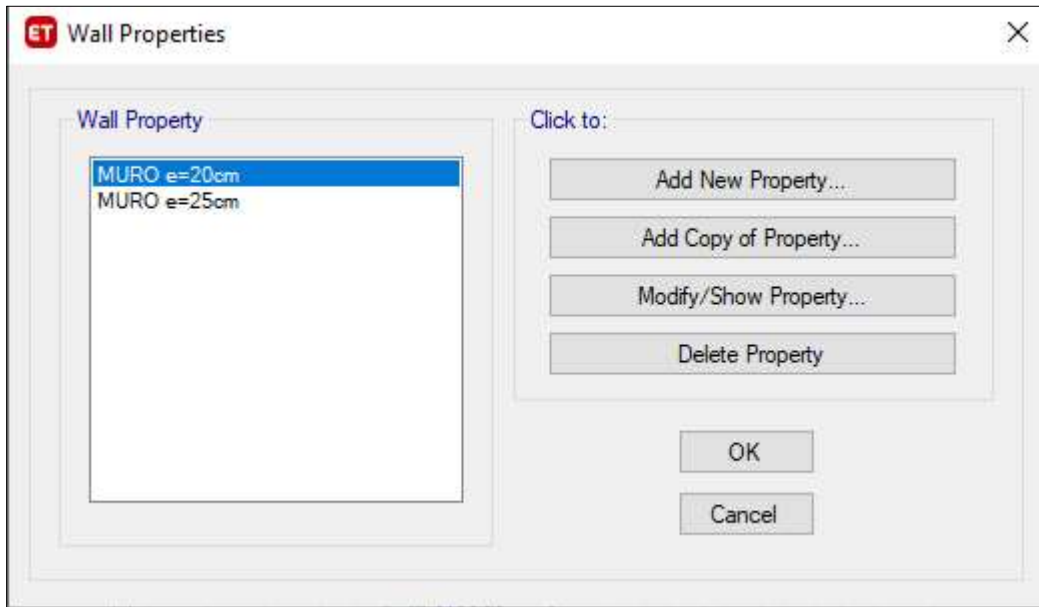 ET Wall Properties
Wall Property
MURO e=20cm
MURO e=25cm
Click to:
Add New Property...
Add Copy of Property...
Modify/Show Property...
Delete Property
OK
Cancel